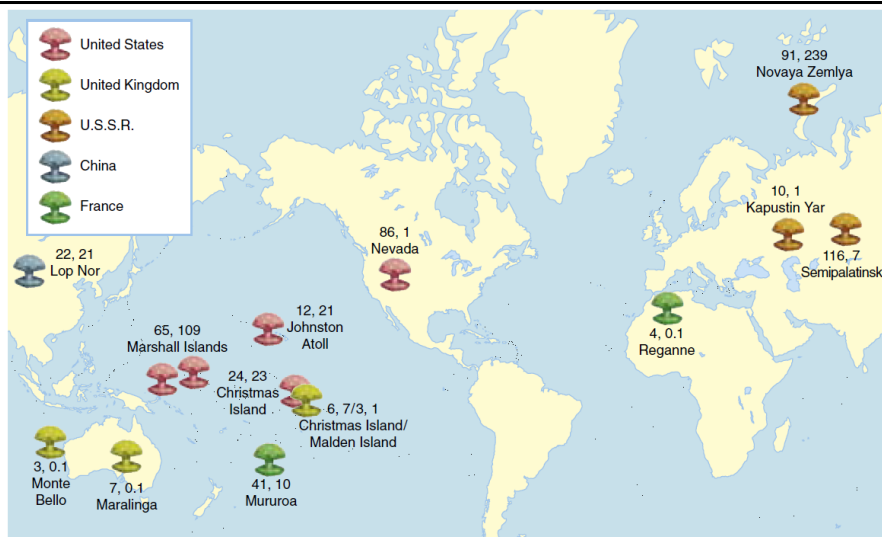 United States
United Kingdom
U.S.S.R.
China
France
91, 239
Novaya Zemlya
10, 1
Kapustin Yar
116, 7
Semipalatinsk
86, 1
Nevada
22, 21
Lop Nor
12, 21
Johnston
Atoll
65, 109
Marshall Islands
4, 0.1
Reganne
24, 23
Christmas
Island
6, 7/3, 1
Christmas Island/
Malden Island
3, 0.1
Monte
Bello
7, 0.1
Maralinga
41, 10
Mururoa